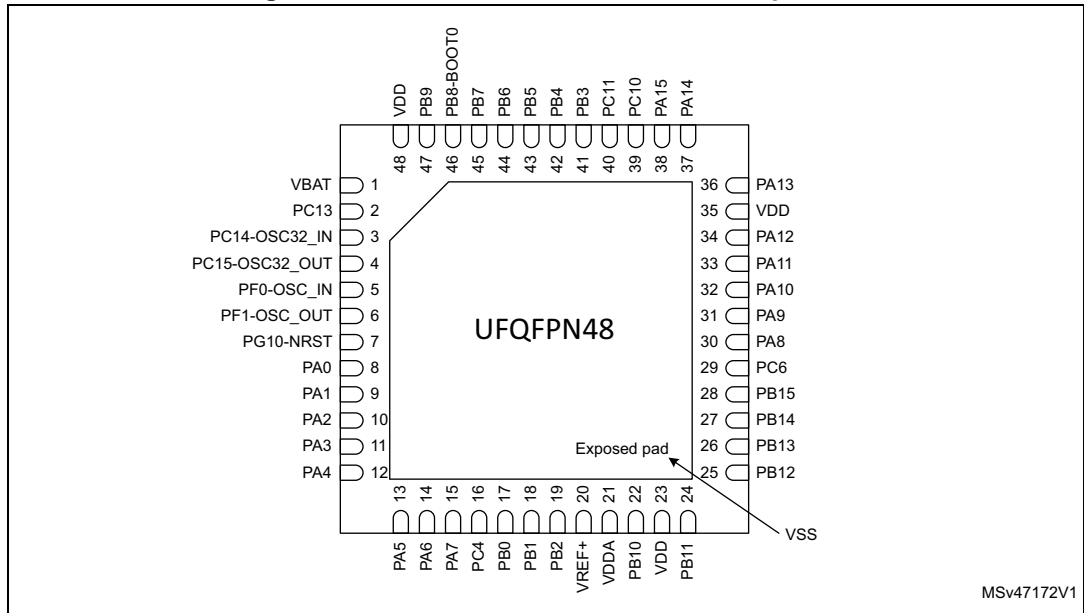 VDD
PB9
PB8-BOOT0
PB7
PB6
PB5
PB4
PB3
PC11
PC10
PA15
PA14
48
47
46
45
44
43
42
41
40
39
38
37
VBAT 1
PC13 2
PC14-OSC32_IN 3
PC15-OSC32_OUT 4
PF0-OSC_IN 5
PF1-OSC_OUT 6
PG10-NRST 7
PA0 8
PA1 9
PA2 10
PA3 11
PA4 12
UFQFPN48
Exposed pad
36 PA13
35 VDD
34 PA12
33 PA11
32 PA10
31 PA9
30 PA8
29 PC6
28 PB15
27 PB14
26 PB13
25 PB12
13
14
15
16
17
18
19
20
21
22
23
24
PA5
PA6
PA7
PC4
PB0
PB1
PB2
VREF+
VDDA
PB10
VDD
PB11
VSS
MSv47172V1